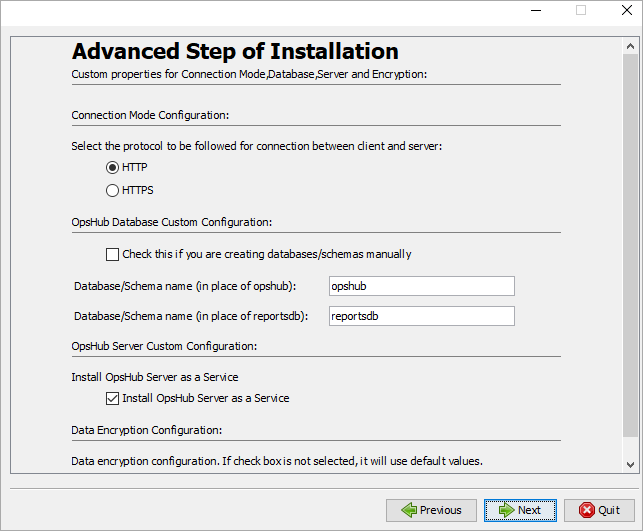 Advanced Step of Installation
Custom properties for Connection Mode,Database,Server and Encryption:
Connection Mode Configuration:
Select the protocol to be followed for connection between client and server:
HTTP
HTTPS
OpsHub Database Custom Configuration:
Check this if you are creating databases/schemas manually
Database/Schema name (in place of opshub): opshub
Database/Schema name (in place of reportsdb): reportsdb
OpsHub Server Custom Configuration:
Install OpsHub Server as a Service
Install OpsHub Server as a Service
Data Encryption Configuration:
Data encryption configuration. If check box is not selected, it will use default values.
Previous Next Quit